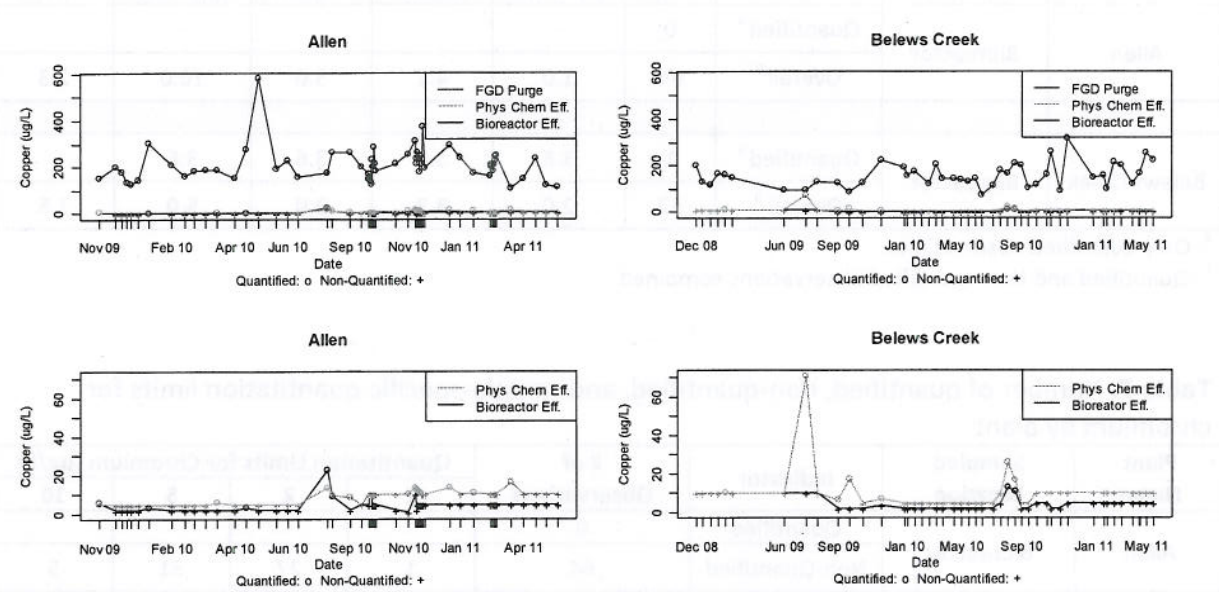 Allen
Copper (ug/L)
600
400
200
0
FGD Purge
Phys Chem Eff.
Bioreactor Eff.
Nov 09 Feb 10 Apr 10 Jun 10 Sep 10 Nov 10 Jan 11 Apr 11
Date
Quantified: o Non-Quantified: +
Belews Creek
Copper (ug/L)
600
400
200
0
FGD Purge
Phys Chem Eff.
Bioreactor Eff.
Dec 08 Jun 09 Sep 09 Jan 10 May 10 Sep 10 Jan 11 May 11
Date
Quantified: o Non-Quantified: +
Allen
Copper (ug/L)
60
40
20
0
Phys Chem Eff.
Bioreactor Eff.
Nov 09 Feb 10 Apr 10 Jun 10 Sep 10 Nov 10 Jan 11 Apr 11
Date
Quantified: o Non-Quantified: +
Belews Creek
Copper (ug/L)
60
40
20
0
Phys Chem Eff.
Bioreator Eff.
Dec 08 Jun 09 Sep 09 Jan 10 May 10 Sep 10 Jan 11 May 11
Date
Quantified: o Non-Quantified: +